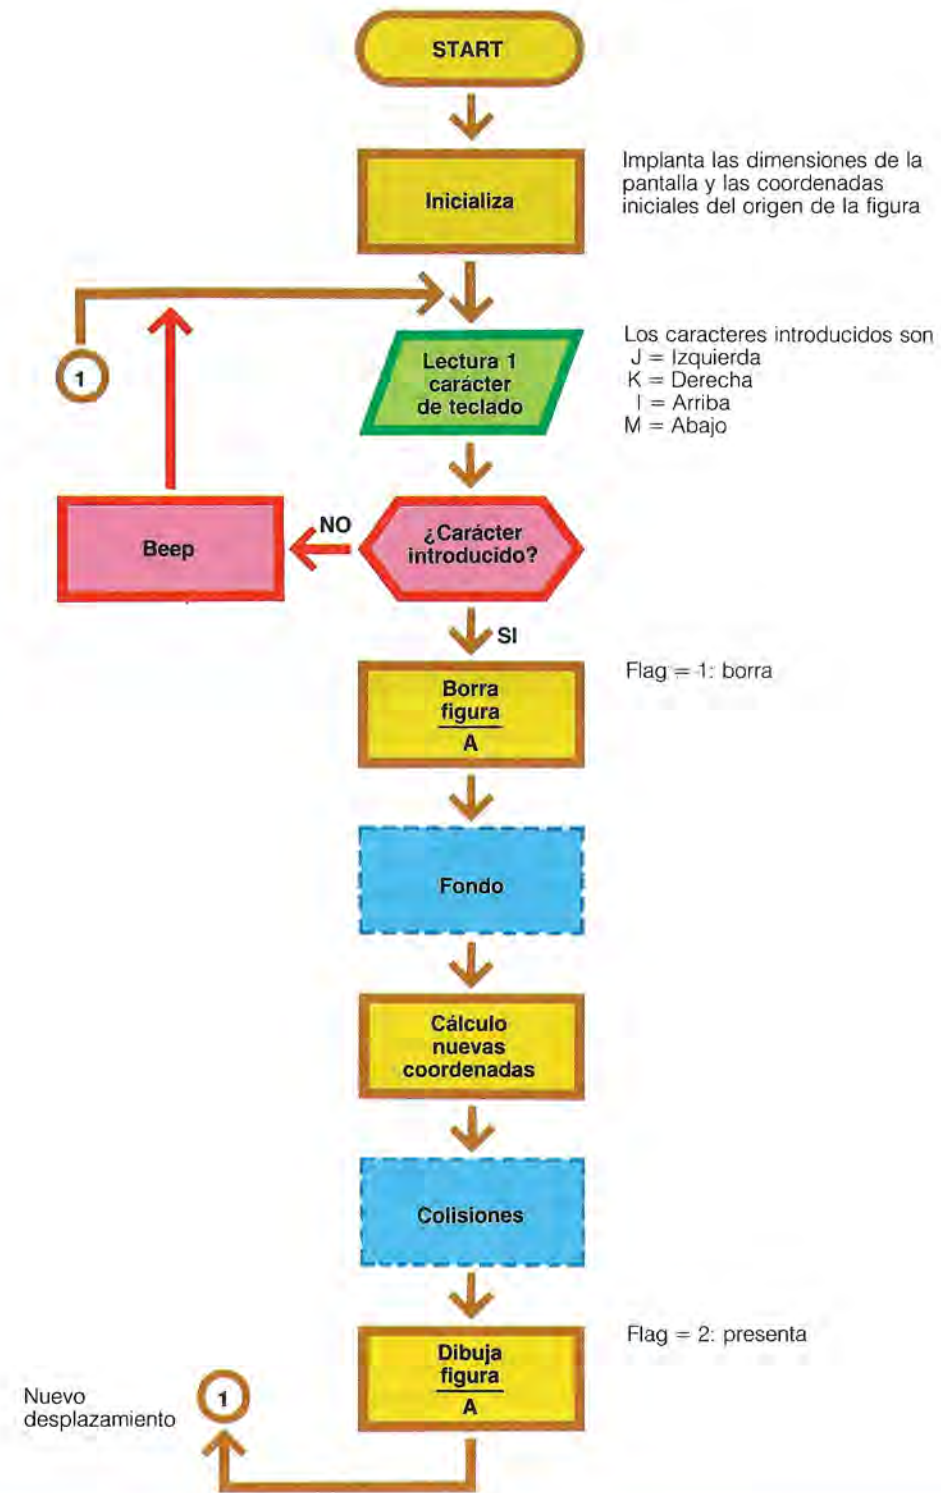 START
Inicializa
Implanta las dimensiones de la
pantalla y las coordenadas
iniciales del origen de la figura
1
Lectura 1
carácter
de teclado
Los caracteres introducidos son
J = Izquierda
K = Derecha
I = Arriba
M = Abajo
Beep
NO
¿Carácter
introducido?
SI
Borra
figura
A
Flag = 1: borra
Fondo
Cálculo
nuevas
coordenadas
Colisiones
Dibuja
figura
A
Flag = 2: presenta
Nuevo
desplazamiento
1